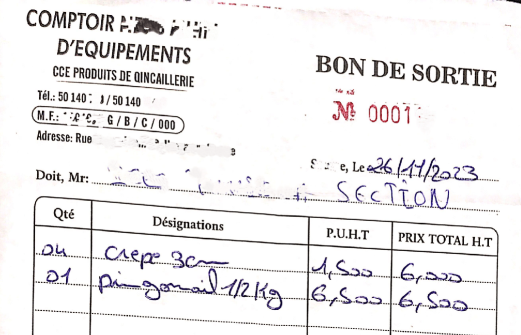 COMPTOIR
D'EQUIPEMENTS
CCE PRODUITS DE QINCAILLERIE
Tél.: 50 140 / 50 140
M.F.: G / B / C / 000
Adresse: Rue
BON DE SORTIE
№ 0001
Le 26/11/2023
Doit, Mr: SECTION
Qté Désignations P.U.H.T PRIX TOTAL H.T
04 crepe 3cm 1,500 6,000
01 1/2 kg 6,500 6,500